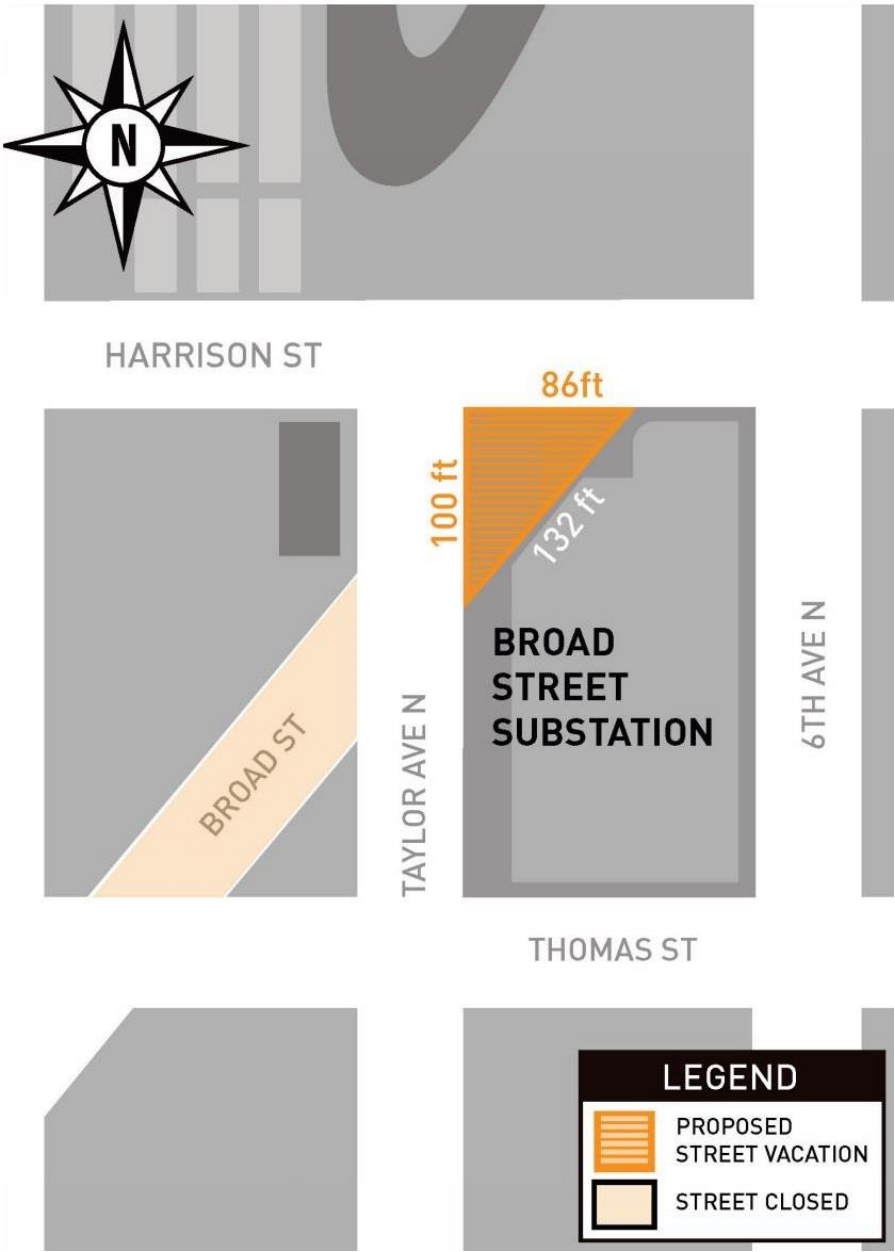 N
HARRISON ST
86ft
100 ft
132 ft
BROAD
STREET
SUBSTATION
6TH AVE N
TAYLOR AVE N
BROAD ST
THOMAS ST
LEGEND
PROPOSED
STREET VACATION
STREET CLOSED